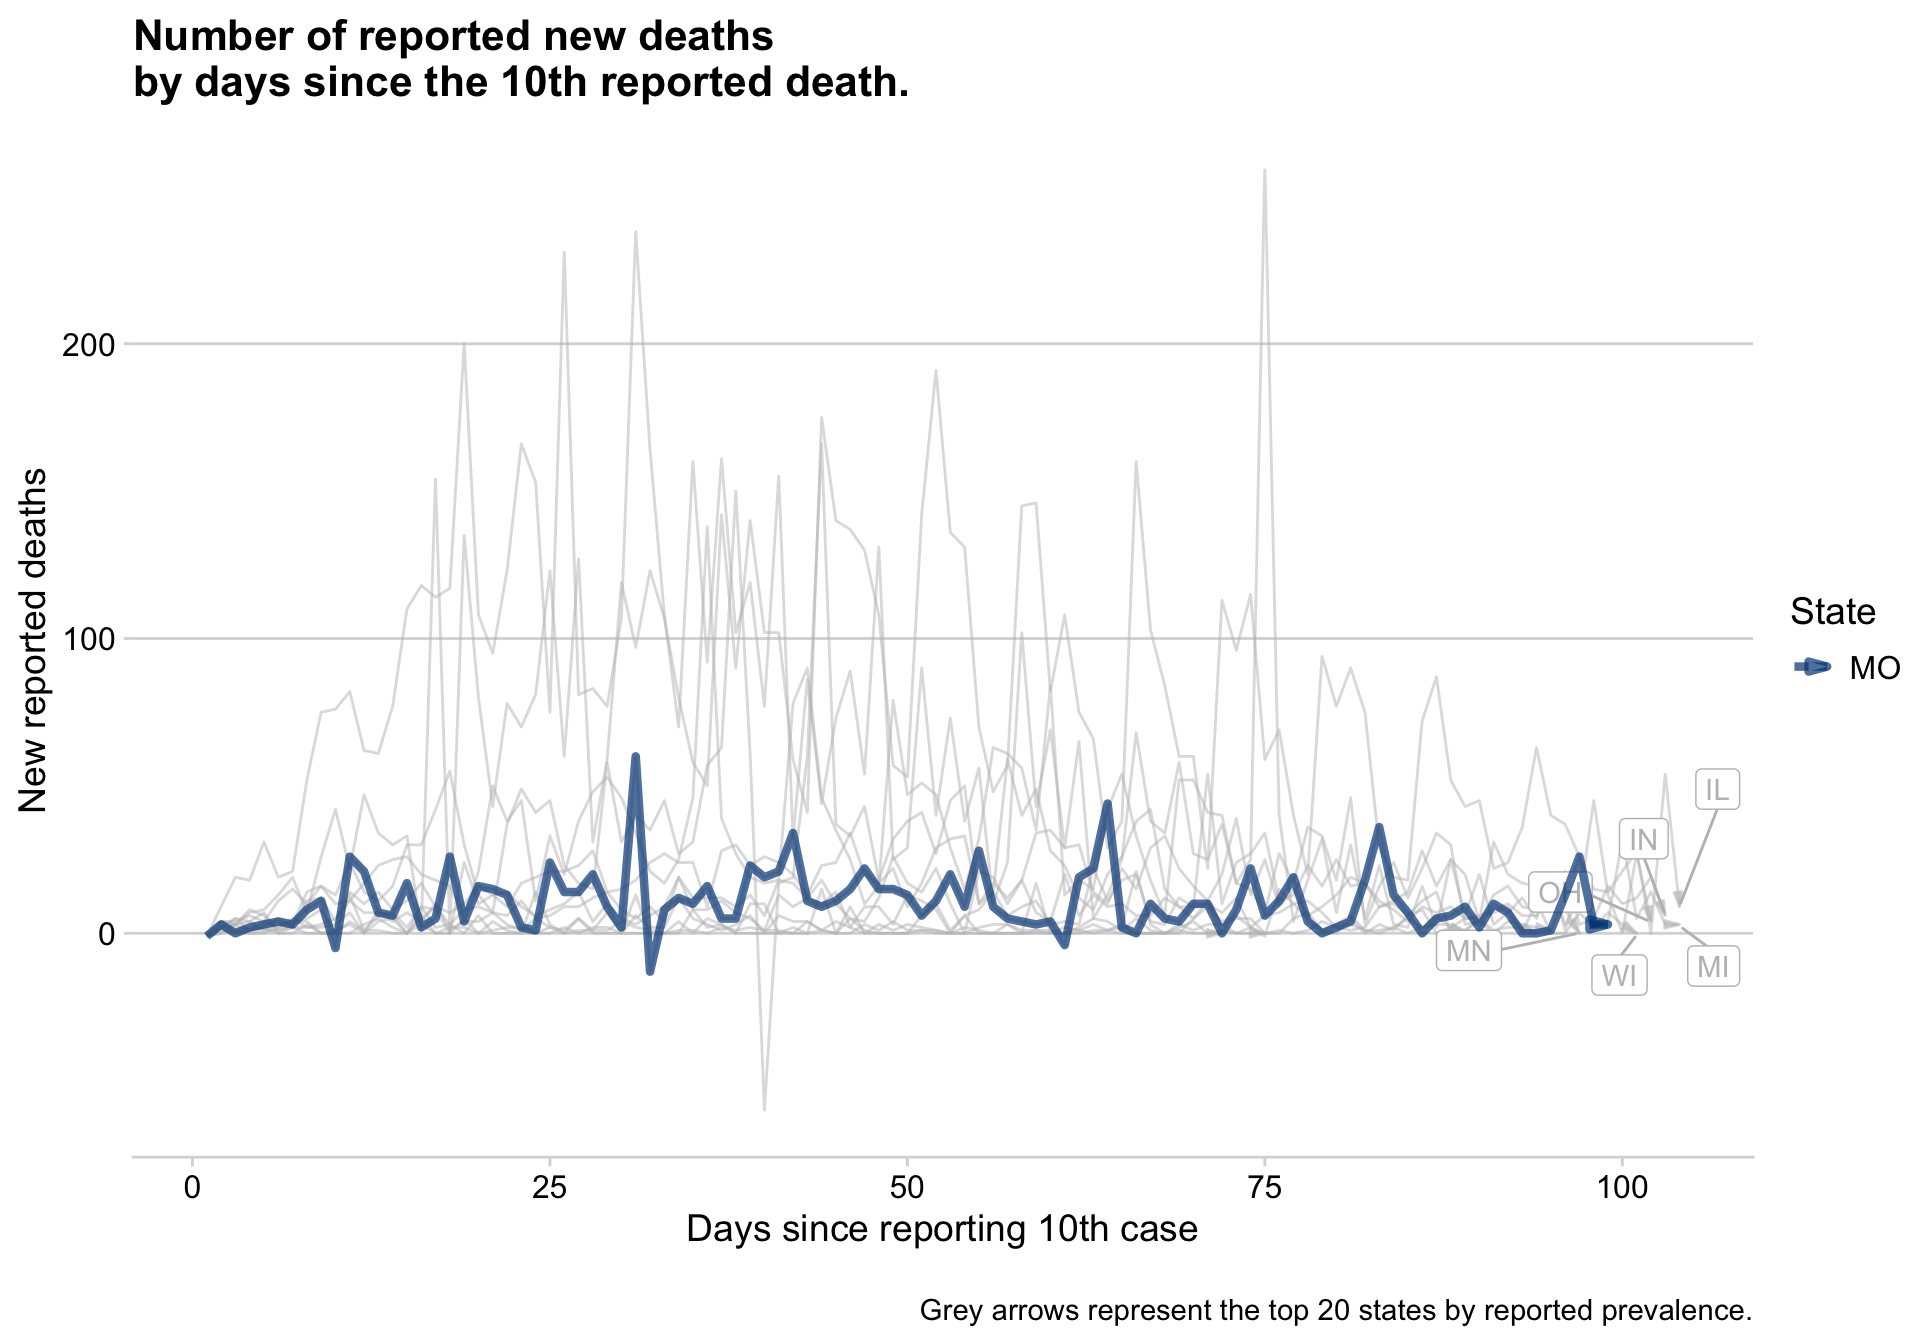 Number of reported new deaths
by days since the 10th reported death.
New reported deaths
200
100
0
IL
IN
OH
MN
WI
MI
State
MO
0 25 50 75 100
Days since reporting 10th case
Grey arrows represent the top 20 states by reported prevalence.